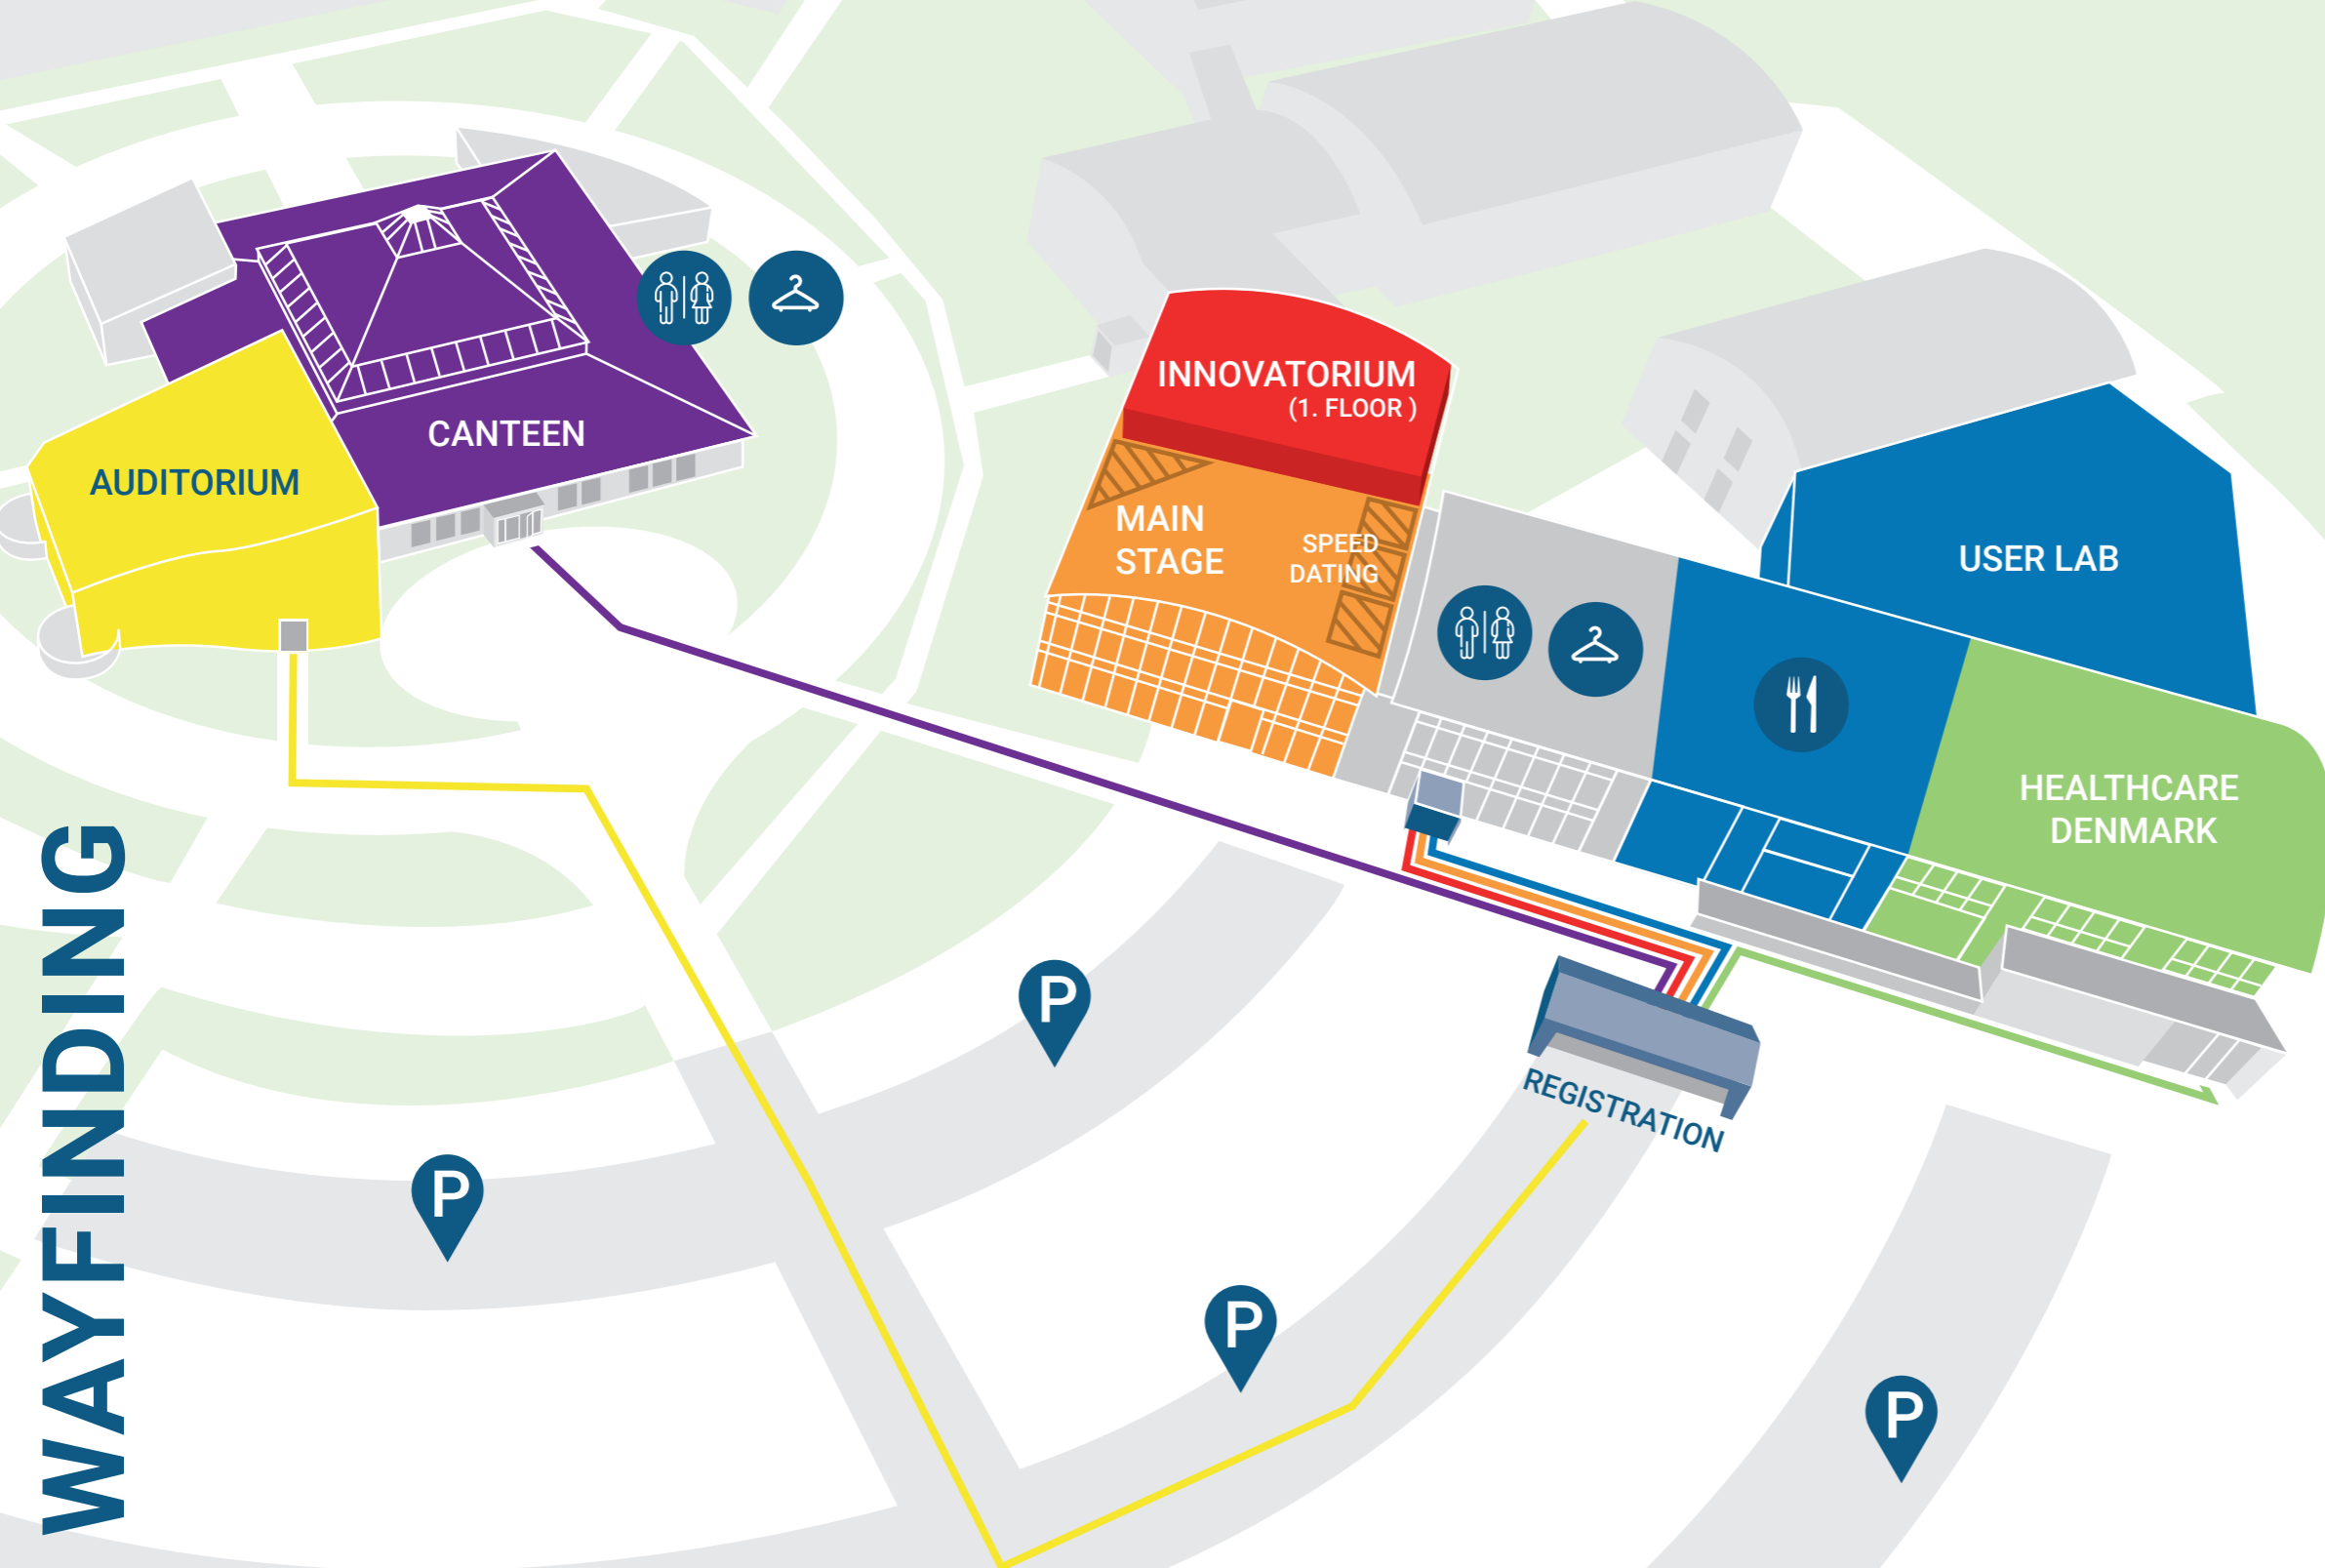 WAYFINDING
AUDITORIUM
CANTEEN
INNOVATORIUM
(1. FLOOR )
MAIN
STAGE
SPEED
DATING
USER LAB
HEALTHCARE
DENMARK
REGISTRATION
P
P
P
P